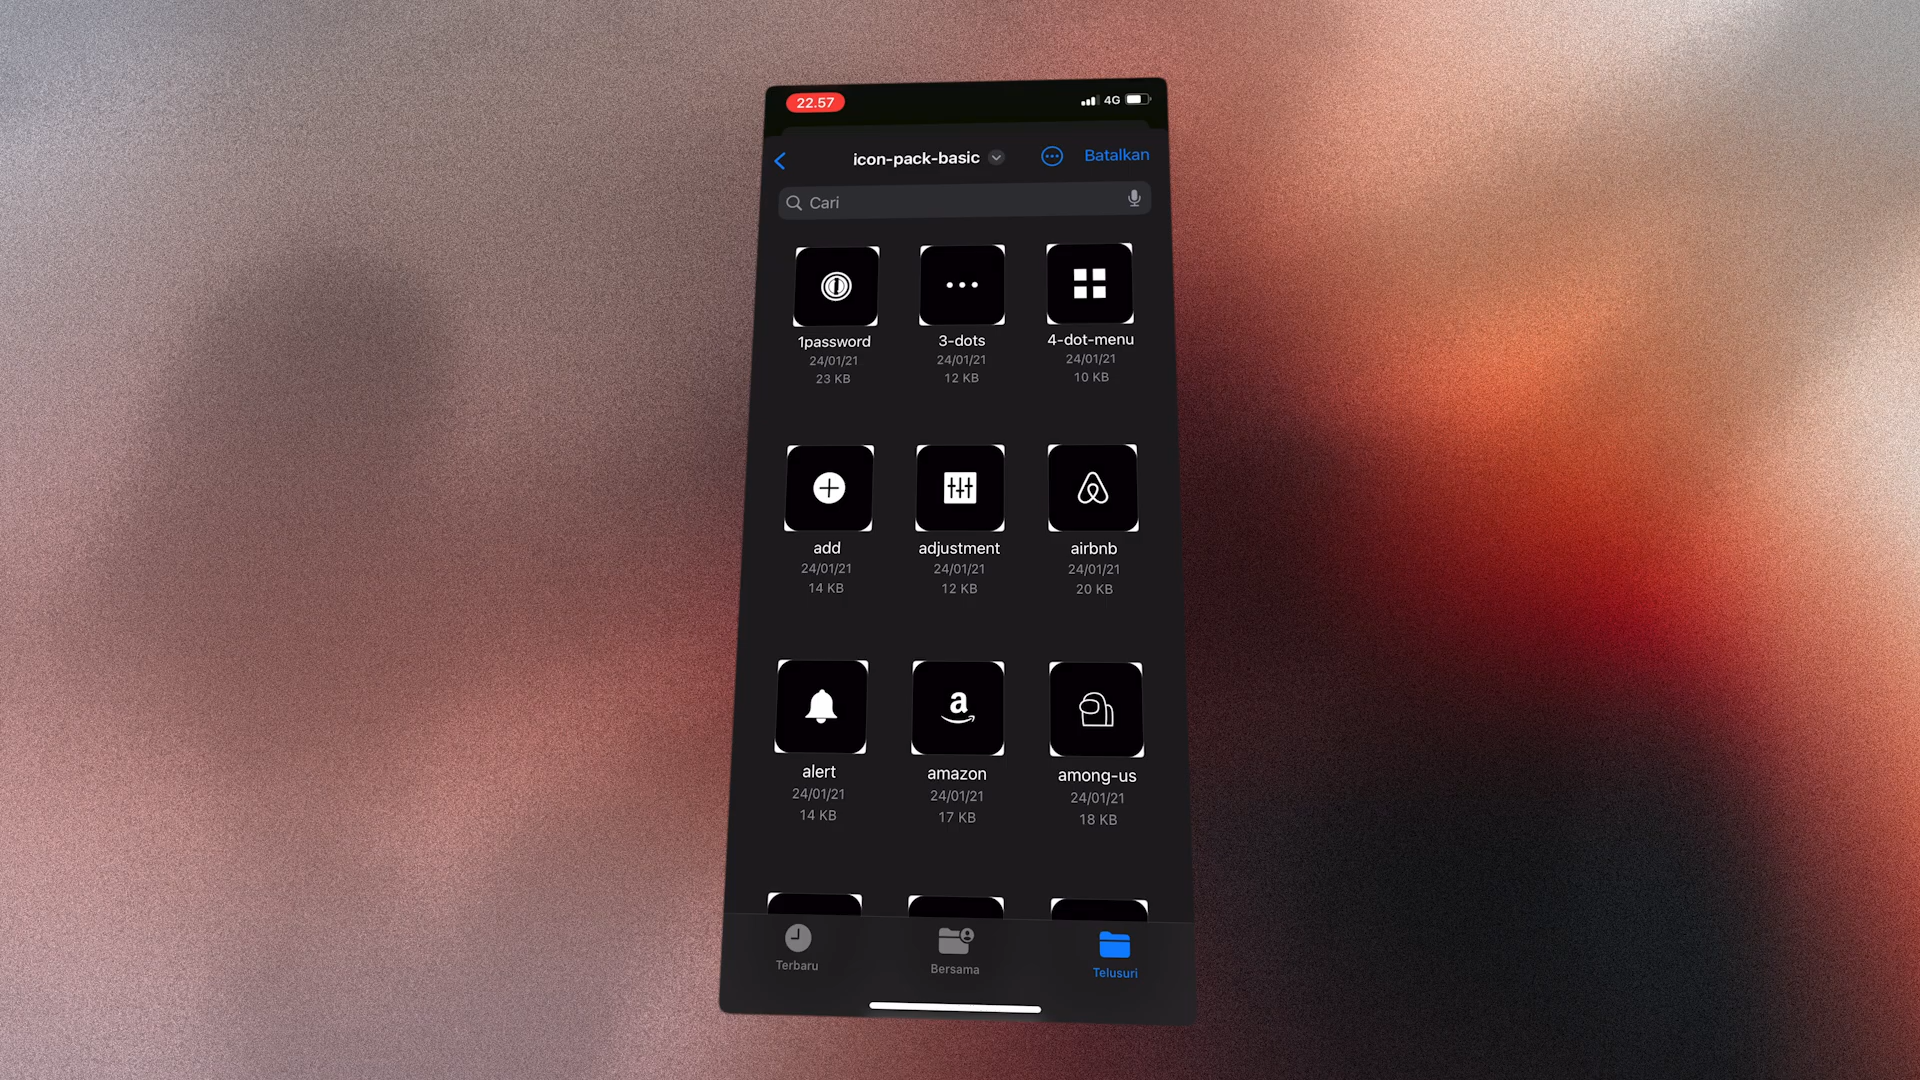 22.57
4G
icon-pack-basic
Batalkan
Cari
1password
3-dots
4-dot-menu
24/01/21
24/01/21
24/01/21
23 KB
12 KB
10 KB
add
adjustment
airbnb
24/01/21
24/01/21
24/01/21
14 KB
12 KB
20 KB
a
alert
amazon
among-us
24/01/21
24/01/21
24/01/21
14 KB
17 KB
18 KB
Terbaru
Bersama
Telusuri